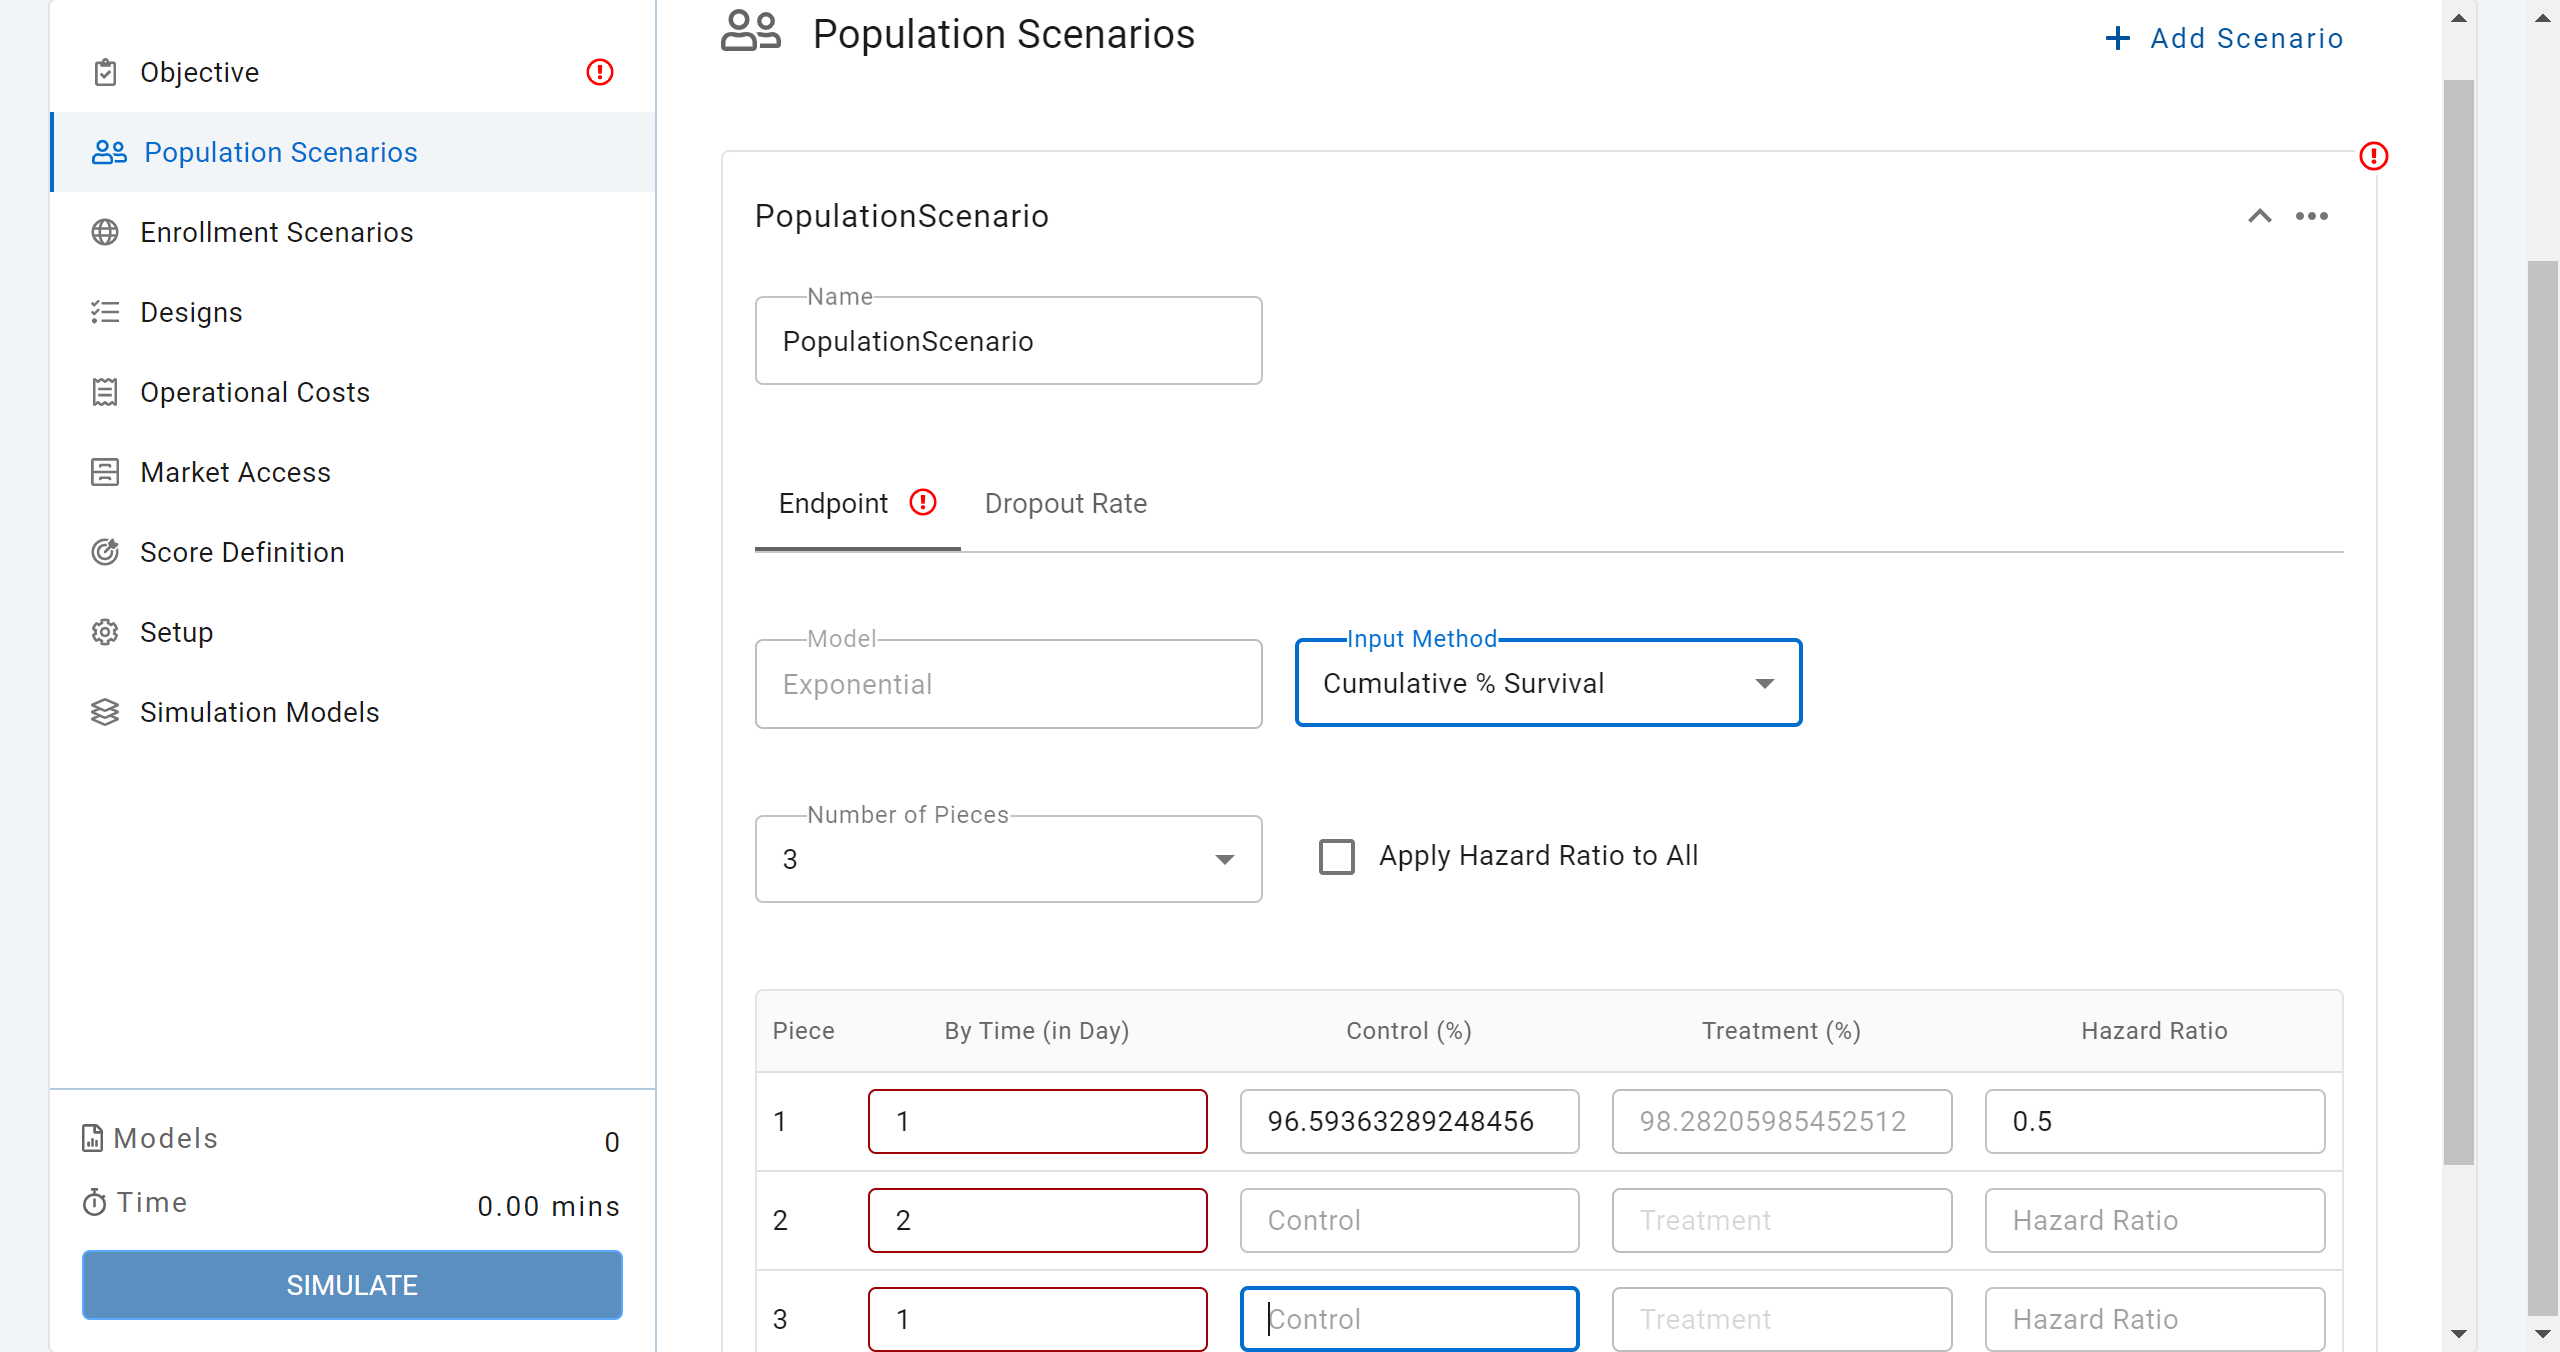 Objective
Population Scenarios
Enrollment Scenarios
Designs
Operational Costs
Market Access
Score Definition
Setup
Simulation Models
Models 0
Time 0.00 mins
SIMULATE
Population Scenarios
+ Add Scenario
PopulationScenario
Name
PopulationScenario
Endpoint Dropout Rate
Model
Exponential
Input Method
Cumulative % Survival
Number of Pieces
3
Apply Hazard Ratio to All
Piece By Time (in Day) Control (%) Treatment (%) Hazard Ratio
1 1 96.59363289248456 98.28205985452512 0.5
2 2 Control Treatment Hazard Ratio
3 1 Control Treatment Hazard Ratio